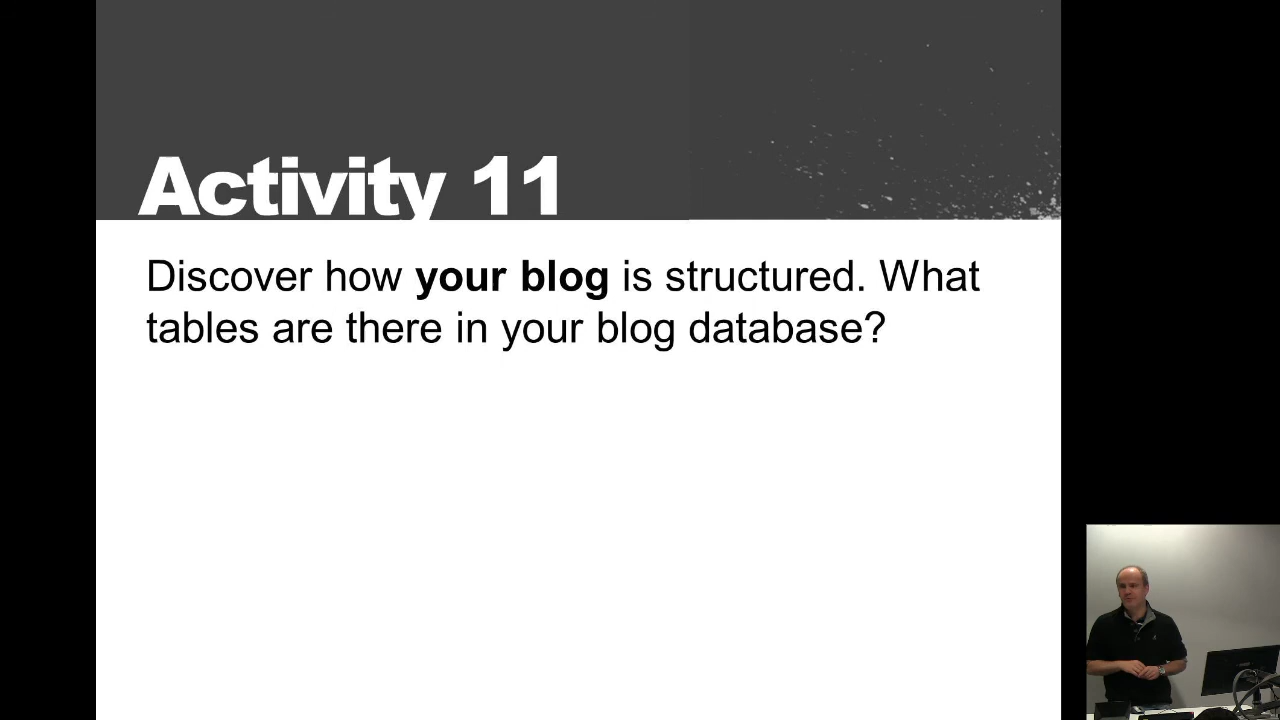 Activity 11
Discover how your blog is structured. What
tables are there in your blog database?